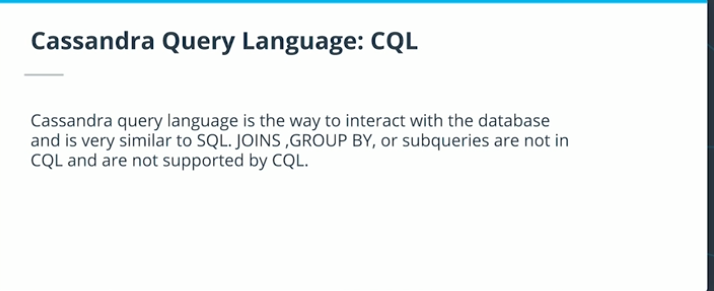 Cassandra Query Language: CQL
Cassandra query language is the way to interact with the database
and is very similar to SQL. JOINS ,GROUP BY, or subqueries are not in
CQL and are not supported by CQL.